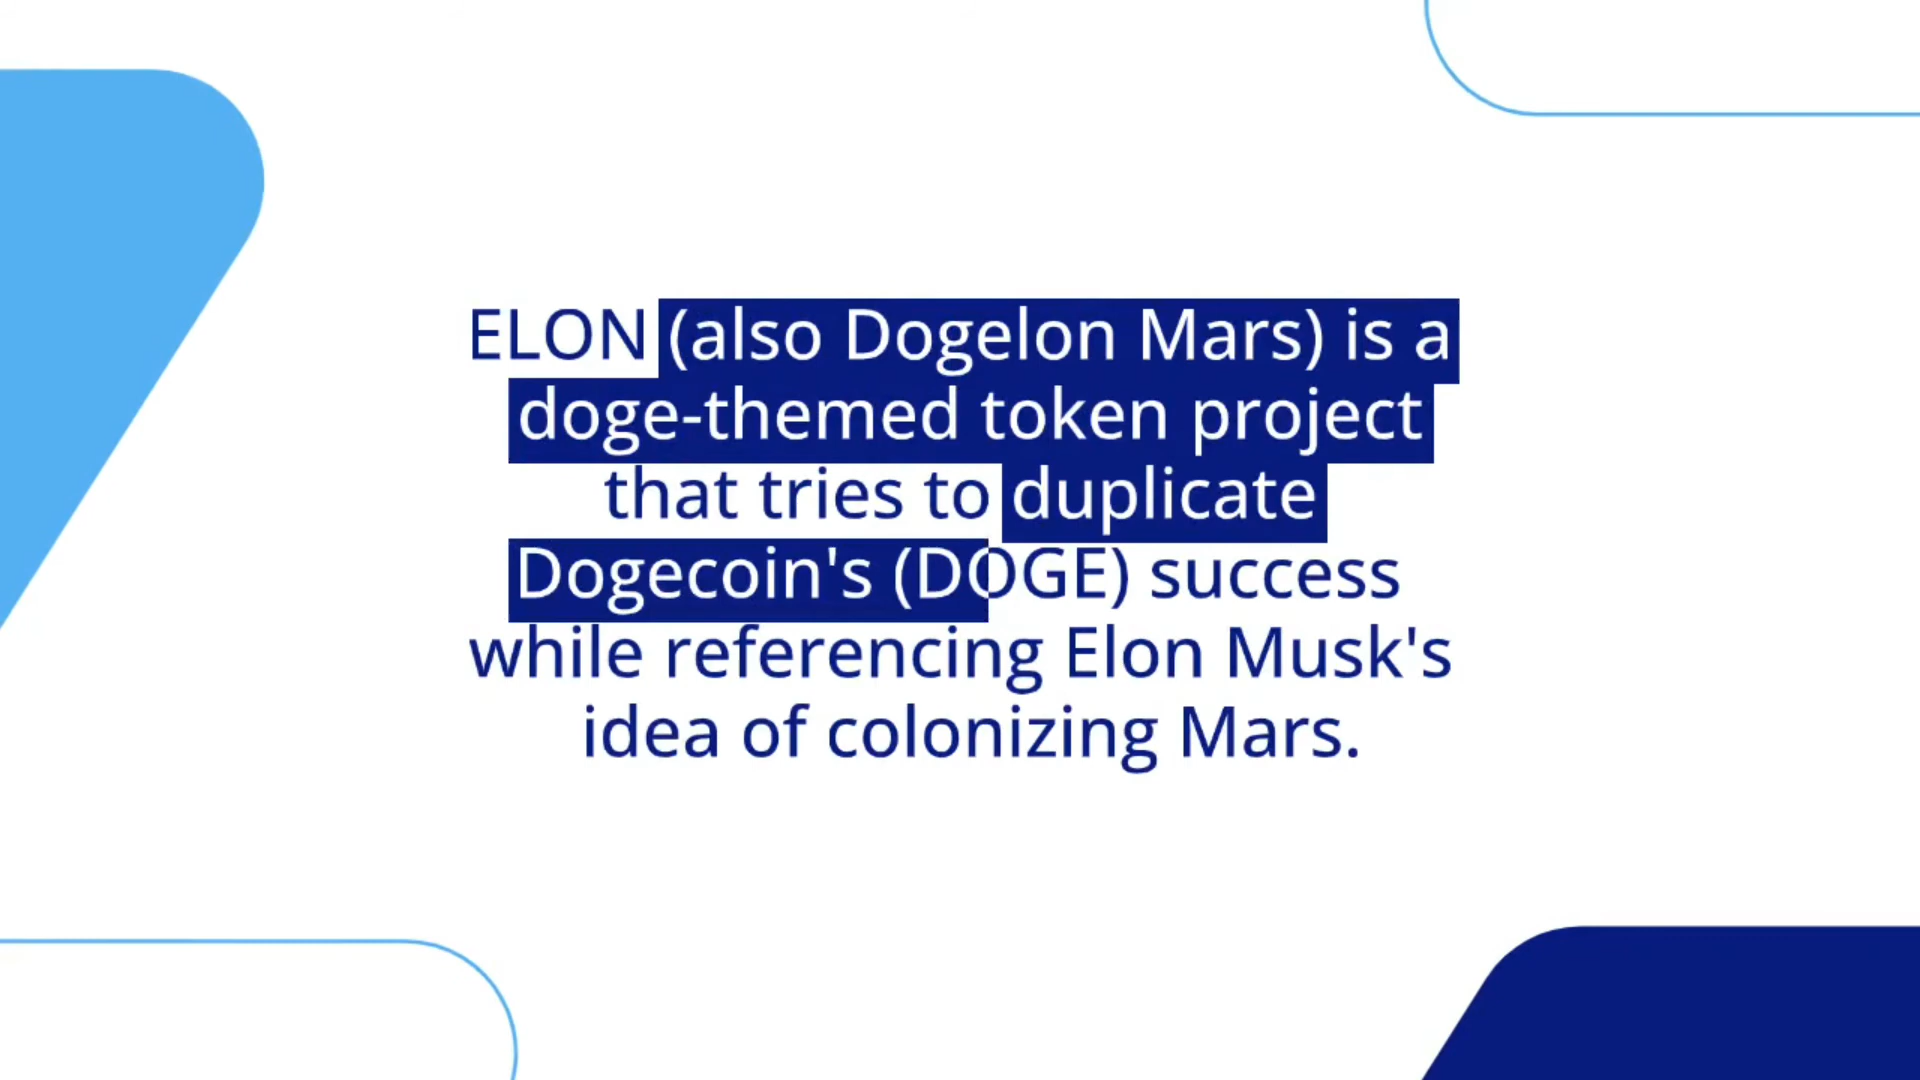 ELON (also Dogelon Mars) is a
doge-themed token project
that tries to duplicate
Dogecoin's (DOGE) success
while referencing Elon Musk's
idea of colonizing Mars.